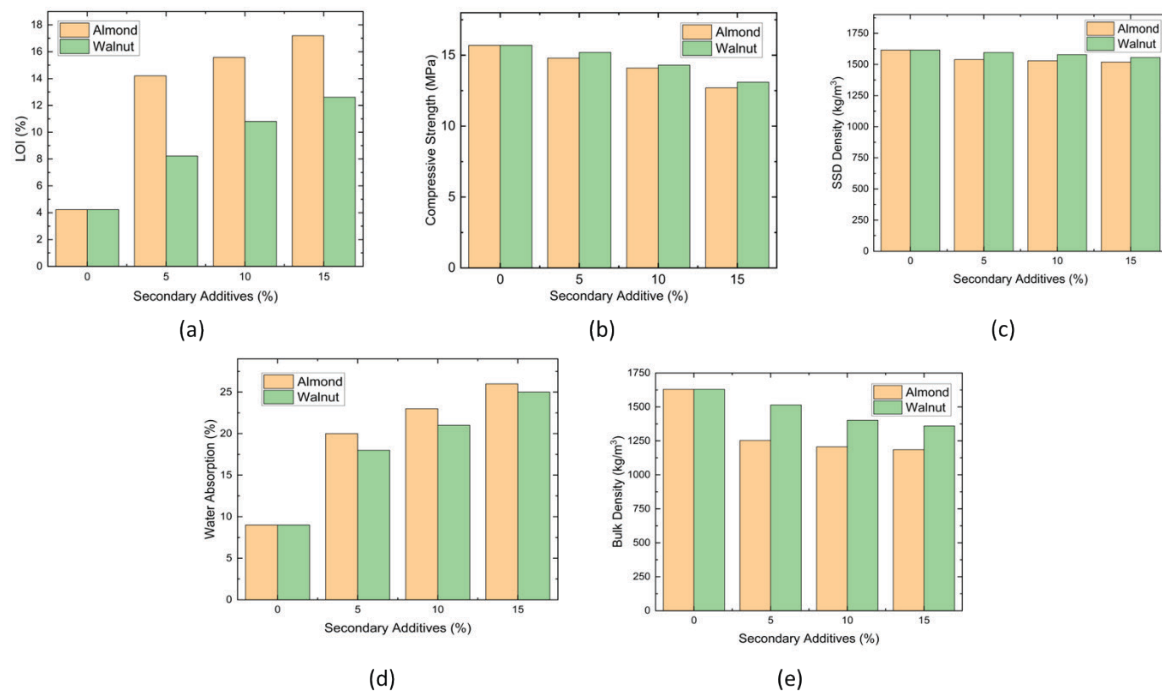 18
16
14
12
10
8
6
4
2
0
LOI (%)
Almond
Walnut
0 5 10 15
Secondary Additives (%)
(a)
15
10
5
0
Compressive Strength (MPa)
Almond
Walnut
0 5 10 15
Secondary Additive (%)
(b)
1750
1500
1250
1000
750
500
250
0
SSD Density (kg/m³)
Almond
Walnut
0 5 10 15
Secondary Additives (%)
(c)
25
20
15
10
5
0
Water Absorption (%)
Almond
Walnut
0 5 10 15
Secondary Additives (%)
(d)
1750
1500
1250
1000
750
500
250
0
Bulk Density (kg/m³)
Almond
Walnut
0 5 10 15
Secondary Additives (%)
(e)